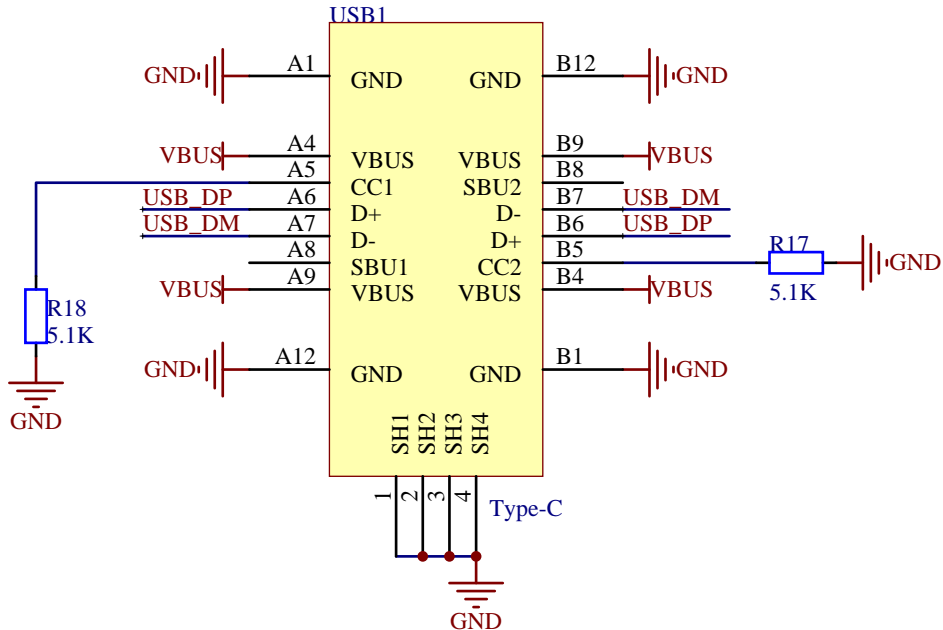 USB1
GND
A1
GND
GND
B12
GND
VBUS
A4
VBUS
VBUS
B9
VBUS
A5
CC1
SBU2
B8
USB_DP
A6
D+
D-
B7
USB_DM
USB_DM
A7
D-
D+
B6
USB_DP
A8
SBU1
CC2
B5
R17
5.1K
GND
VBUS
A9
VBUS
VBUS
B4
VBUS
R18
5.1K
GND
GND
A12
GND
GND
B1
GND
SH1
SH2
SH3
SH4
1
2
3
4
Type-C
GND